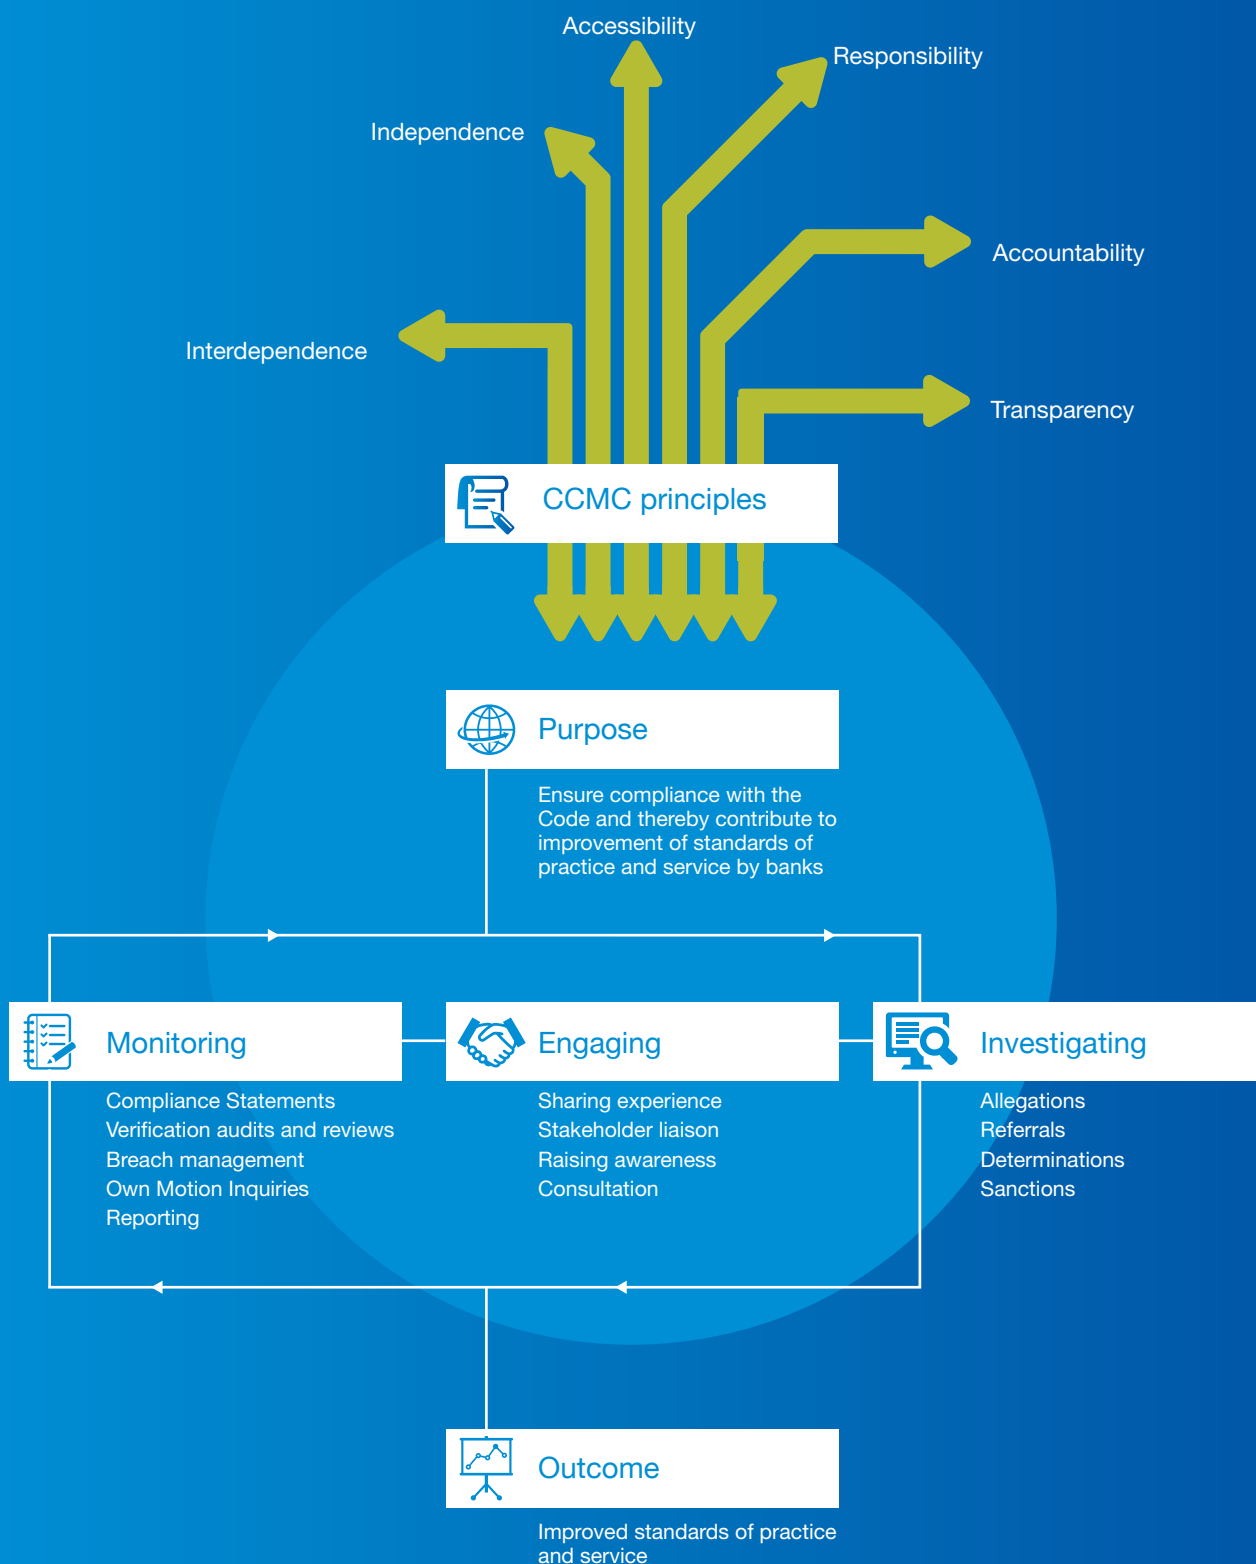 Accessibility
Responsibility
Independence
Accountability
Interdependence
Transparency
CCMC principles
Purpose
Ensure compliance with the
Code and thereby contribute to
improvement of standards of
practice and service by banks
Monitoring
Compliance Statements
Verification audits and reviews
Breach management
Own Motion Inquiries
Reporting
Engaging
Sharing experience
Stakeholder liaison
Raising awareness
Consultation
Investigating
Allegations
Referrals
Determinations
Sanctions
Outcome
Improved standards of practice
and service